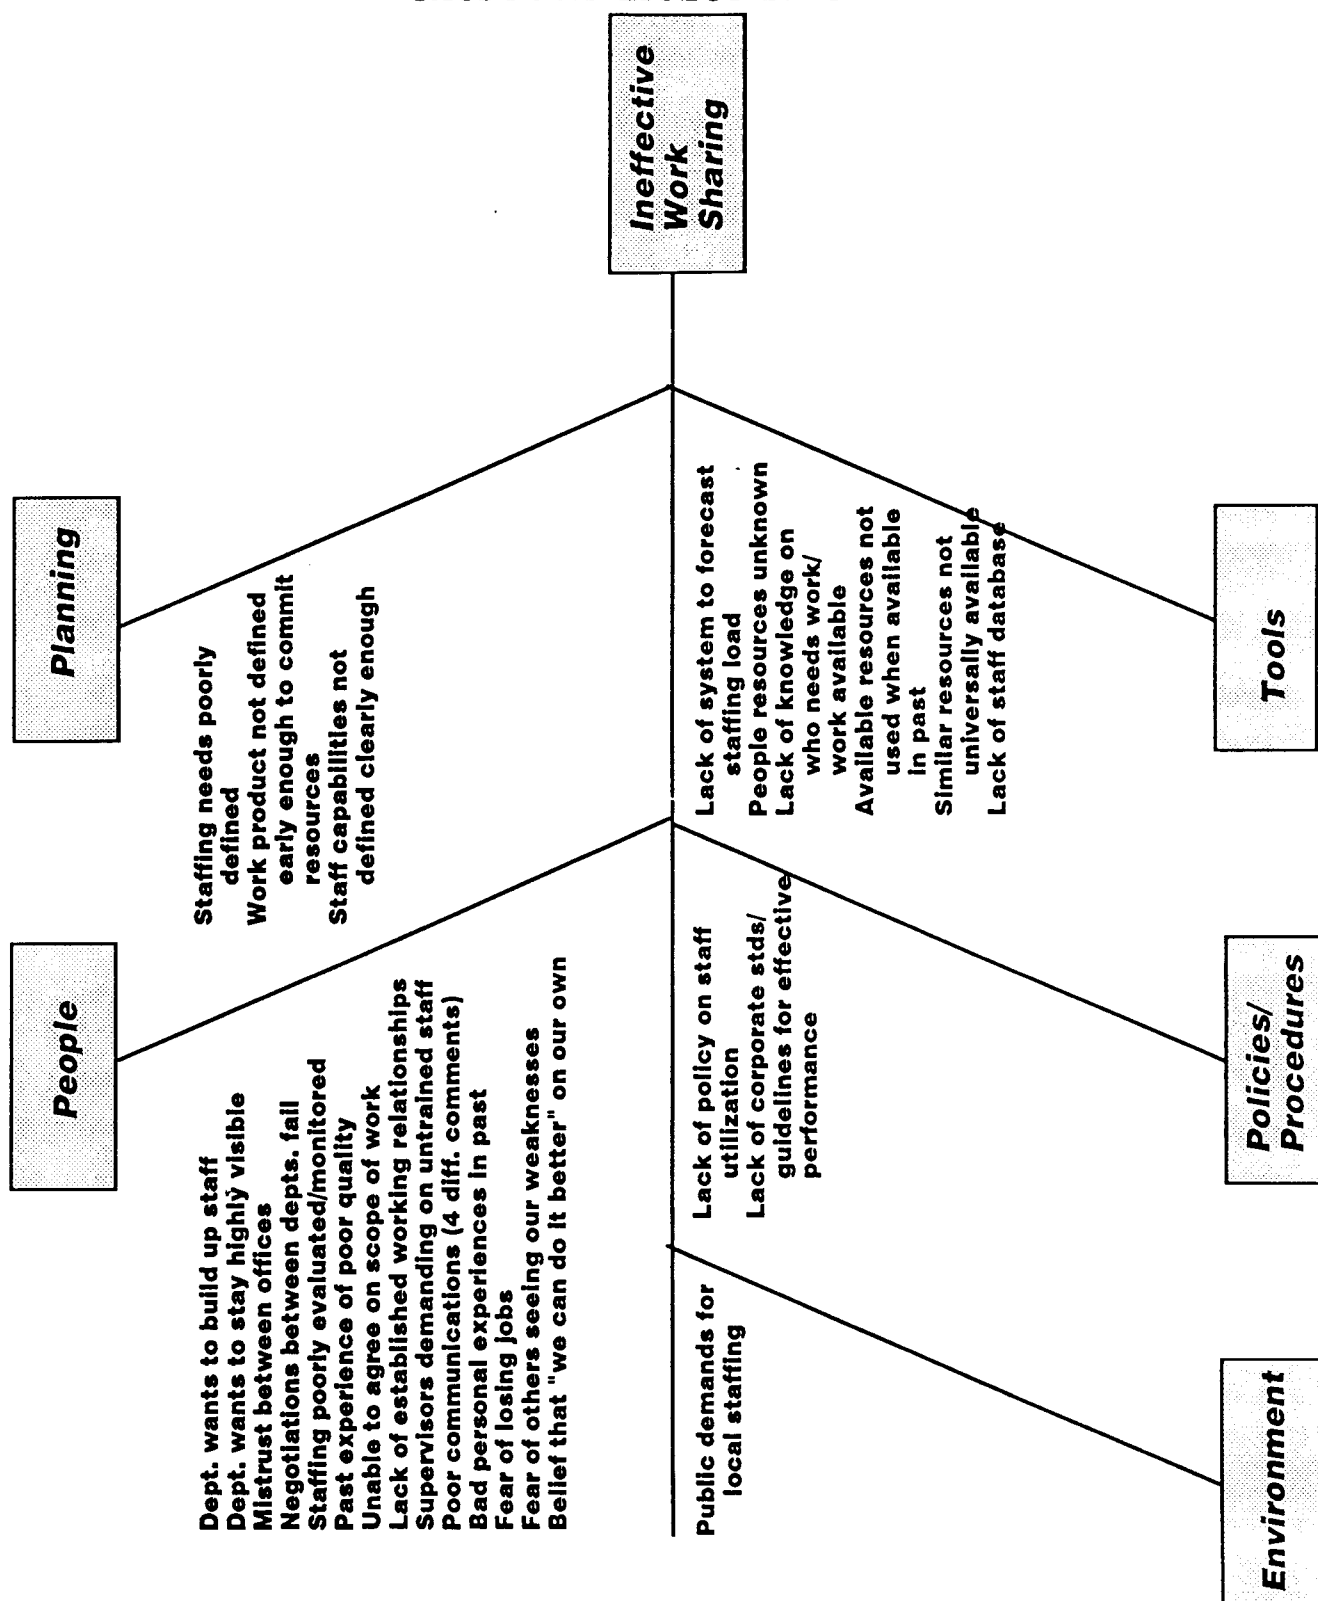 People
Planning
Dept. wants to build up staff
Dept. wants to stay highly visible
Mistrust between offices
Negotiations between depts. fail
Staffing poorly evaluated/monitored
Past experience of poor quality
Unable to agree on scope of work
Lack of established working relationships
Supervisors demanding on untrained staff
Poor communications (4 diff. comments)
Bad personal experiences in past
Fear of losing jobs
Fear of others seeing our weaknesses
Belief that "we can do it better" on our own
Staffing needs poorly
defined
Work product not defined
early enough to commit
resources
Staff capabilities not
defined clearly enough
Ineffective
Work
Sharing
Public demands for
local staffing
Lack of policy on staff
utilization
Lack of corporate stds/
guidelines for effective
performance
Lack of system to forecast
staffing load
People resources unknown
Lack of knowledge on
who needs work/
work available
Available resources not
used when available
in past
Similar resources not
universally available
Lack of staff database
Environment
Policies/
Procedures
Tools